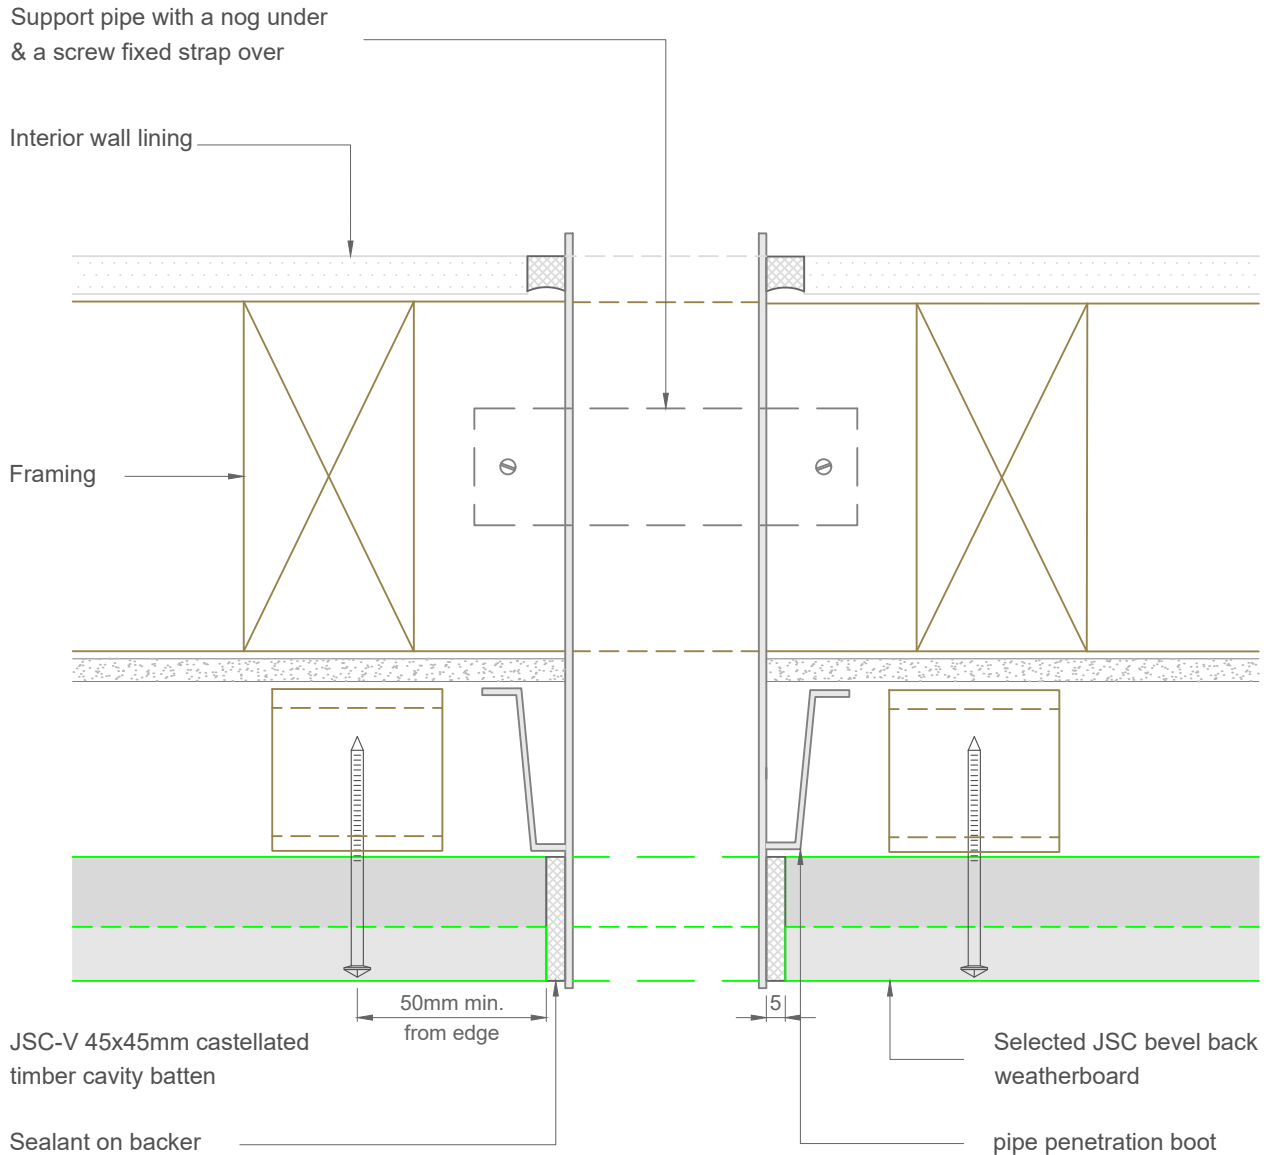 Support pipe with a nog under
& a screw fixed strap over
Interior wall lining
Framing
50mm min.
from edge
5
JSC-V 45x45mm castellated
timber cavity batten
Selected JSC bevel back
weatherboard
Sealant on backer
pipe penetration boot